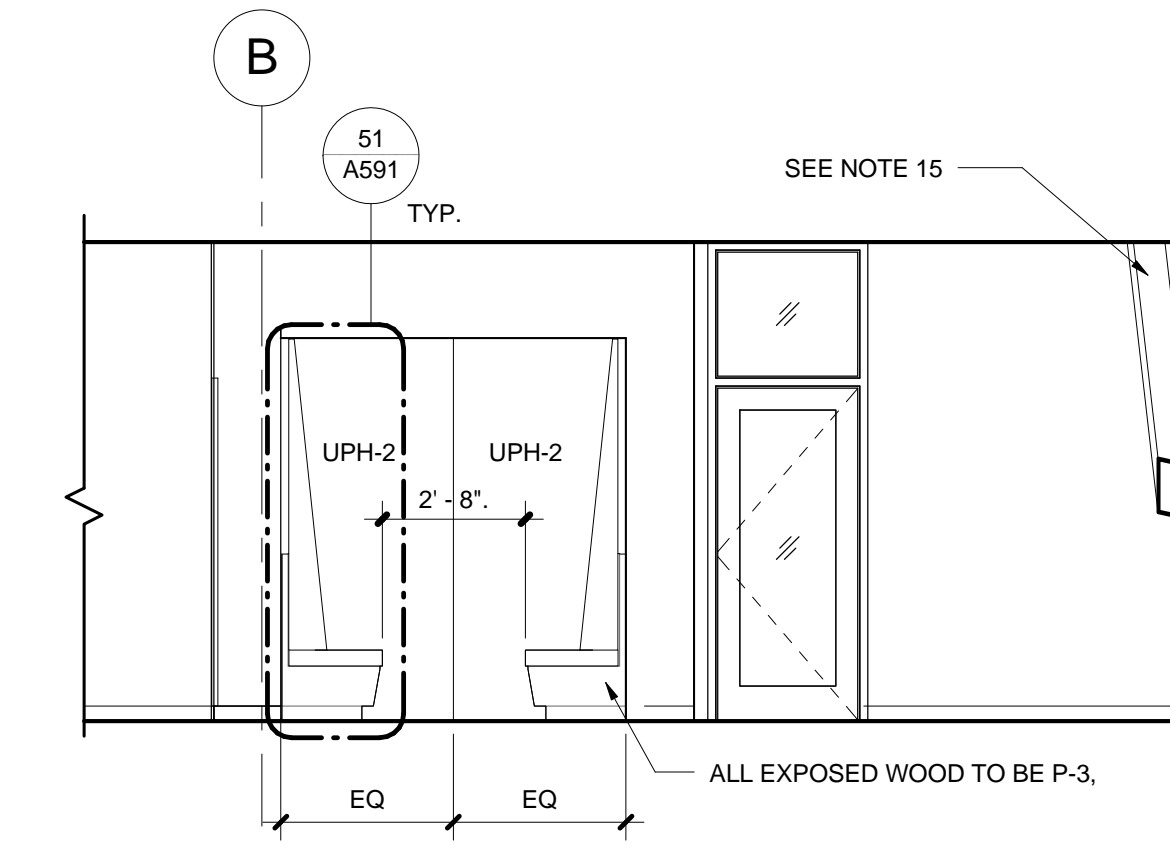 B
51
A591
TYP.
SEE NOTE 15
UPH-2
UPH-2
2' - 8".
ALL EXPOSED WOOD TO BE P-3,
EQ
EQ